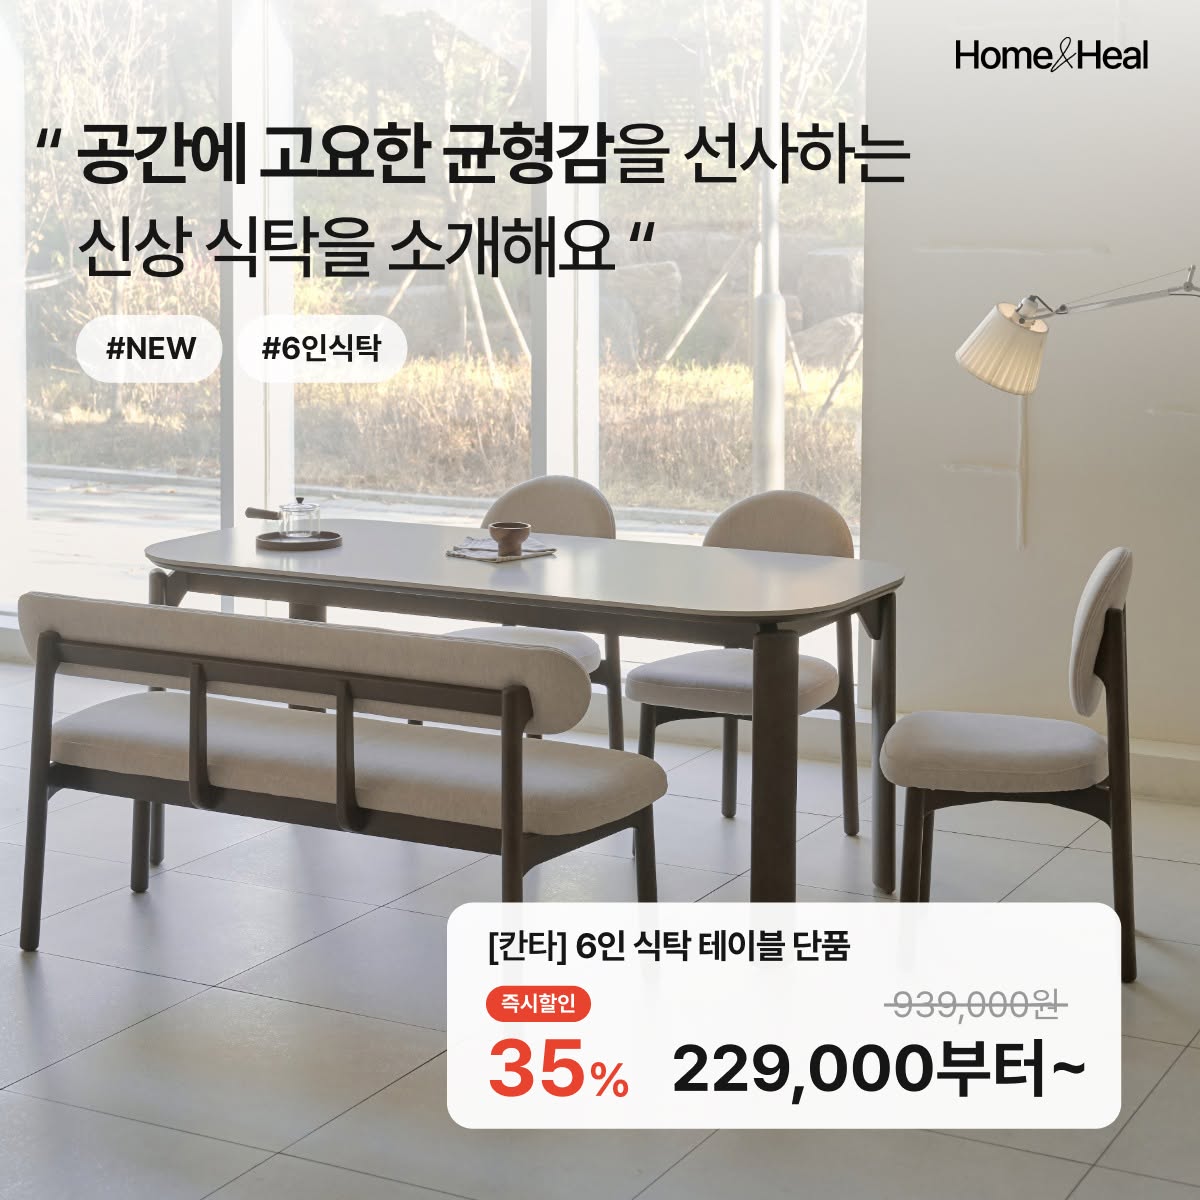 Home&Heal
“ 공간에 고요한 균형감을 선사하는
신상 식탁을 소개해요 “
#NEW #6인식탁
[칸타] 6인 식탁 테이블 단품
즉시할인 939,000원
35% 229,000부터~